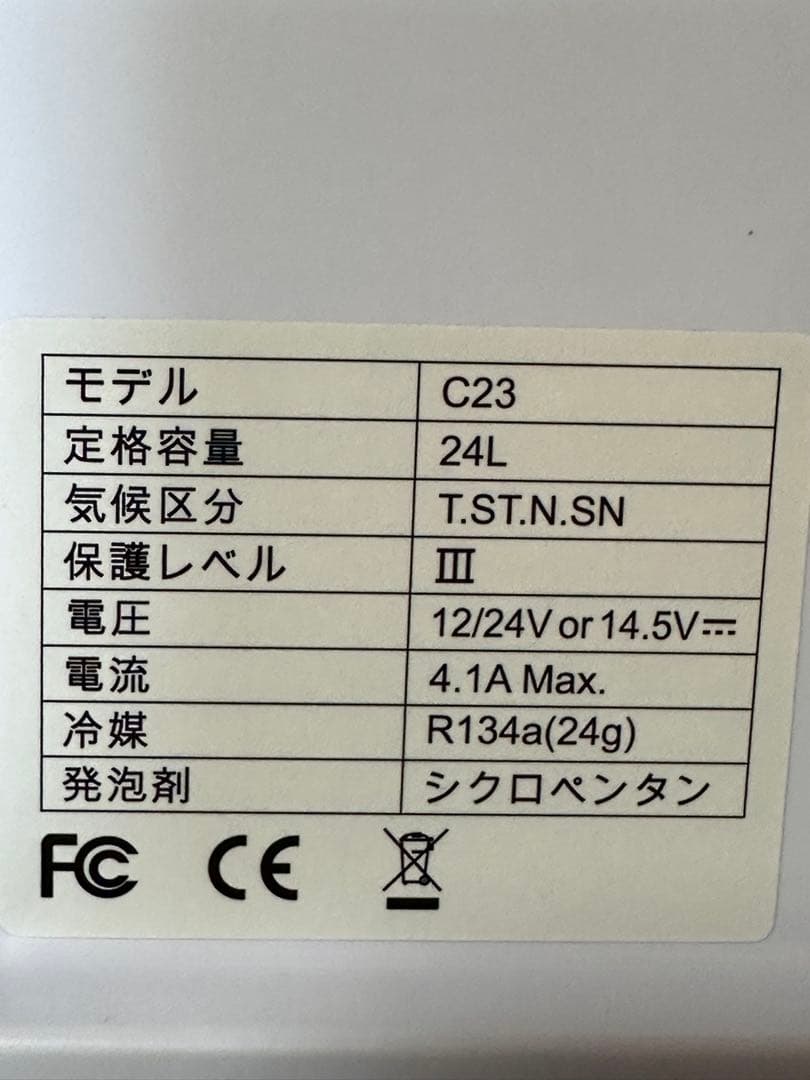 モデル C23
定格容量 24L
気候区分 T.ST.N.SN
保護レベル Ⅲ
電圧 12/24V or 14.5V⎓
電流 4.1A Max.
冷媒 R134a(24g)
発泡剤 シクロペンタン
FC CE